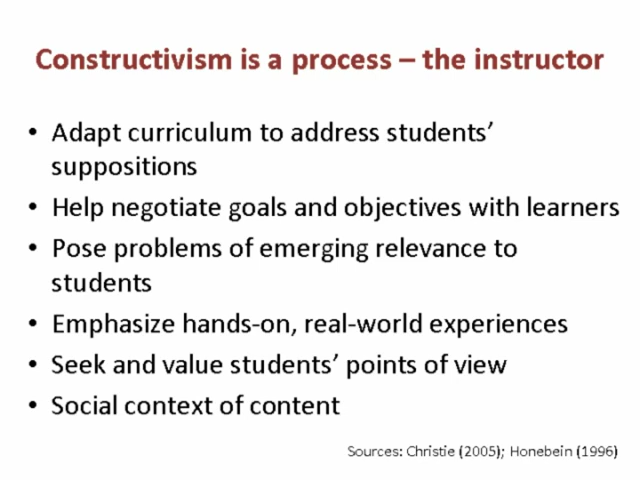 Constructivism is a process – the instructor
• Adapt curriculum to address students’
suppositions
• Help negotiate goals and objectives with learners
• Pose problems of emerging relevance to
students
• Emphasize hands-on, real-world experiences
• Seek and value students’ points of view
• Social context of content
Sources: Christie (2005); Honebein (1996)